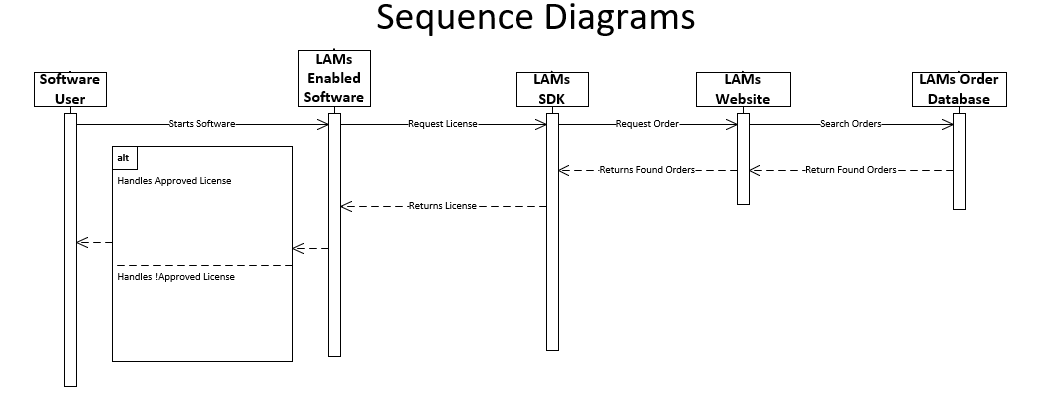 Sequence Diagrams
Software
User
LAMs
Enabled
Software
LAMs
SDK
LAMs
Website
LAMs Order
Database
Starts Software
Request License
Request Order
Search Orders
alt
Handles Approved License
Returns Found Orders
Return Found Orders
Returns License
Handles !Approved License